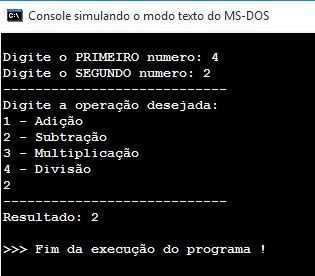 C:\
Console simulando o modo texto do MS-DOS
Digite o PRIMEIRO numero: 4
Digite o SEGUNDO numero: 2
----------------------------
Digite a operação desejada:
1 - Adição
2 - Subtração
3 - Multiplicação
4 - Divisão
2
----------------------------
Resultado: 2
>>> Fim da execução do programa !